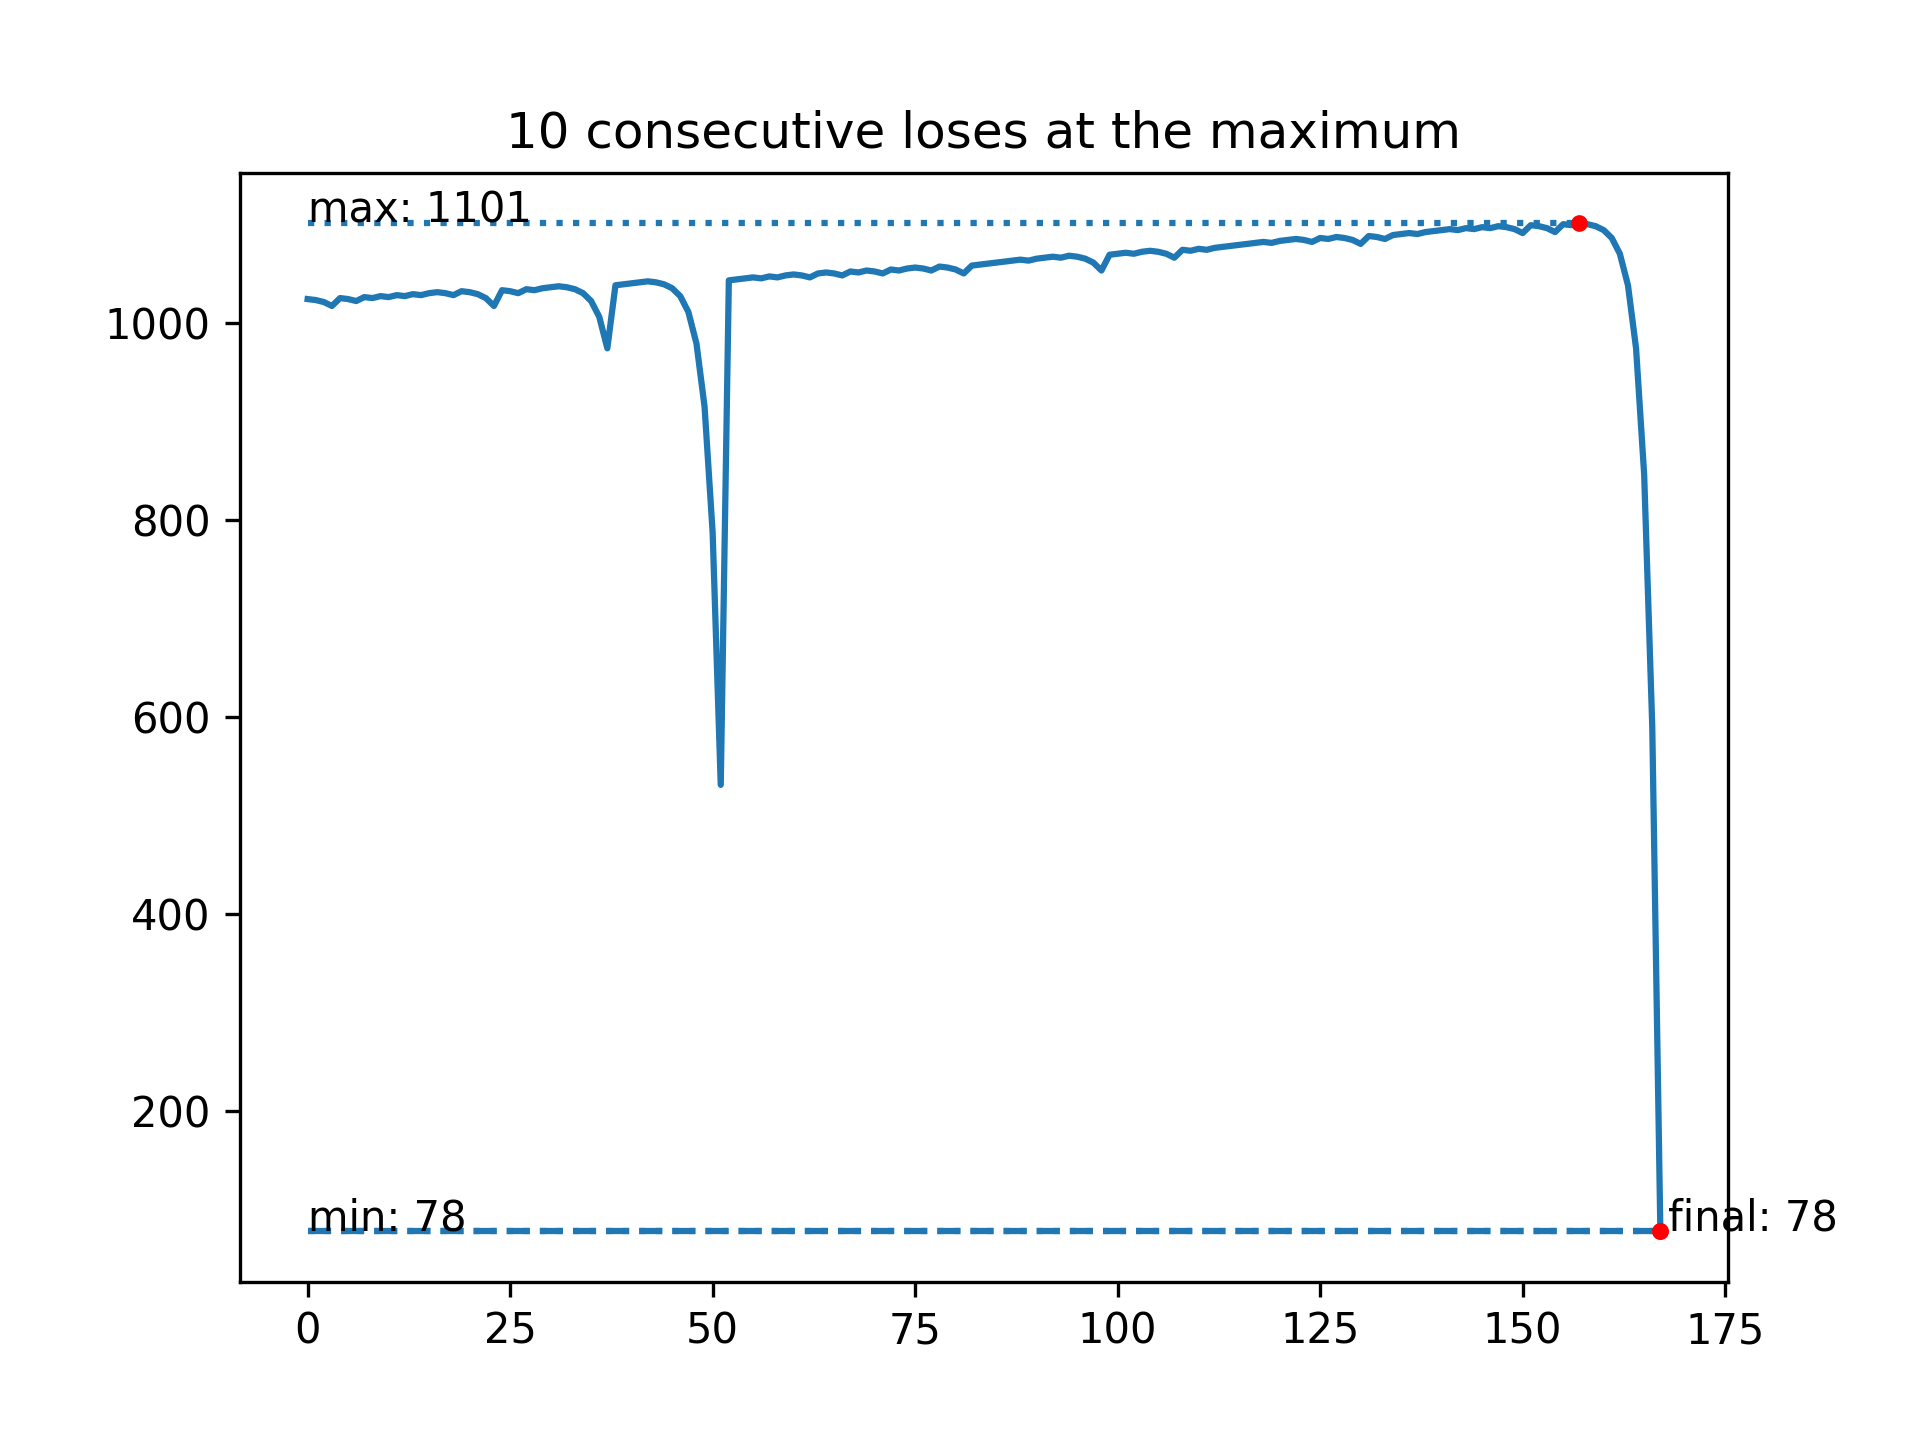 10 consecutive loses at the maximum
max: 1101
1000
800
600
400
200
min: 78
final: 78
0 25 50 75 100 125 150 175